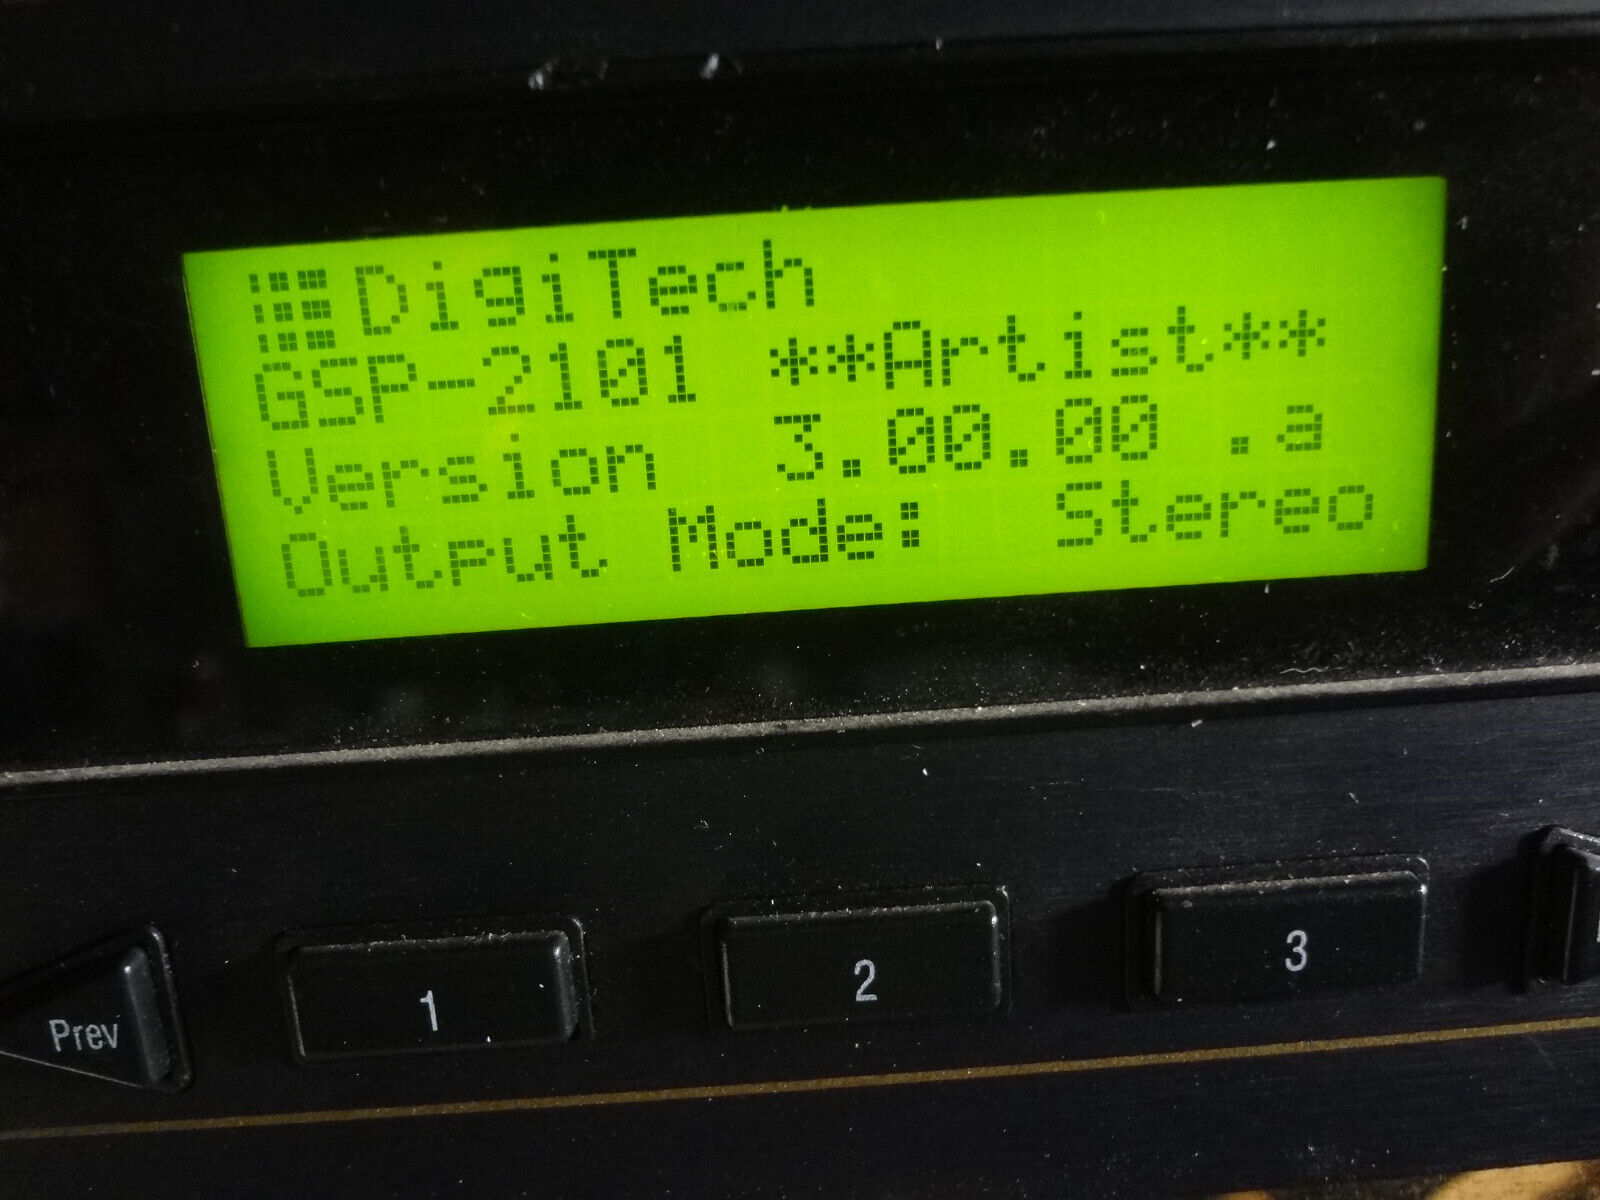 DigiTech
GSP-2101 **Artist**
Version 3.00.00 .a
Output Mode: Stereo
Prev
1
2
3